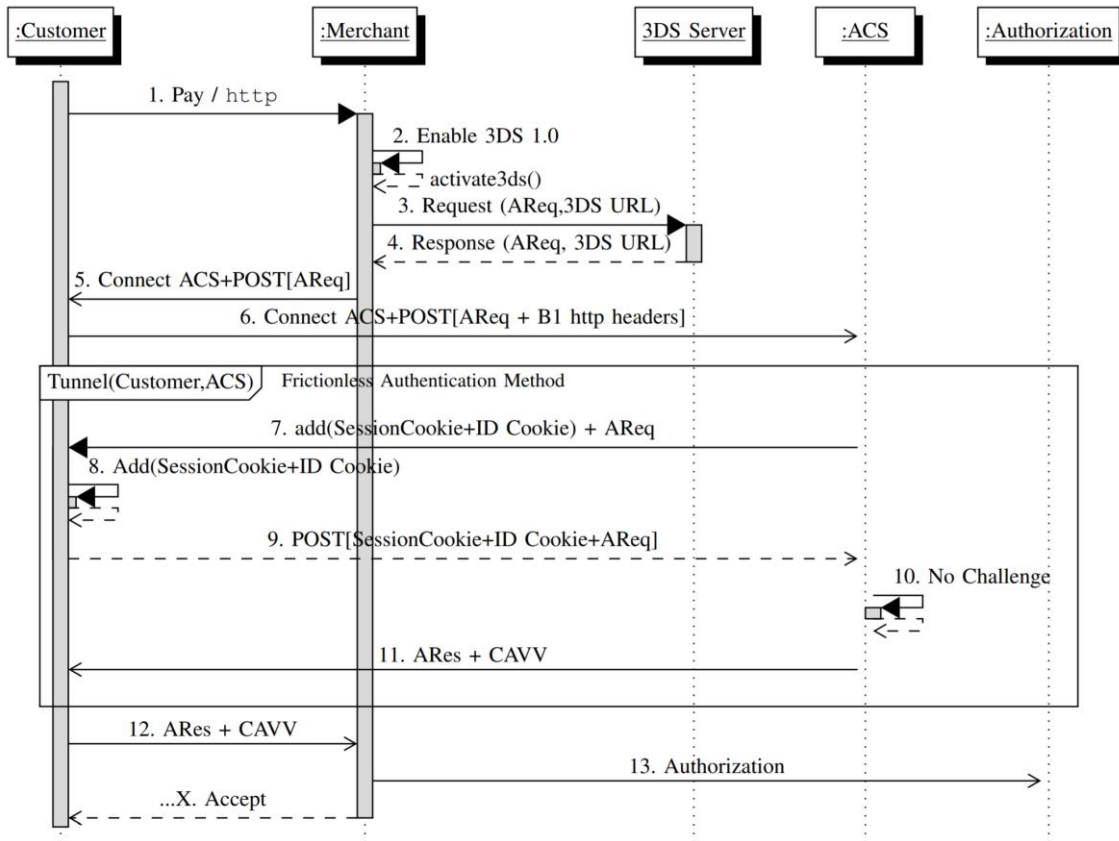 :Customer
:Merchant
3DS Server
:ACS
:Authorization
1. Pay / http
2. Enable 3DS 1.0
activate3ds()
3. Request (AReq,3DS URL)
4. Response (AReq, 3DS URL)
5. Connect ACS+POST[AReq]
6. Connect ACS+POST[AReq + B1 http headers]
Tunnel(Customer,ACS)
Frictionless Authentication Method
7. add(SessionCookie+ID Cookie) + AReq
8. Add(SessionCookie+ID Cookie)
9. POST[SessionCookie+ID Cookie+AReq]
10. No Challenge
11. ARes + CAVV
12. ARes + CAVV
13. Authorization
...X. Accept